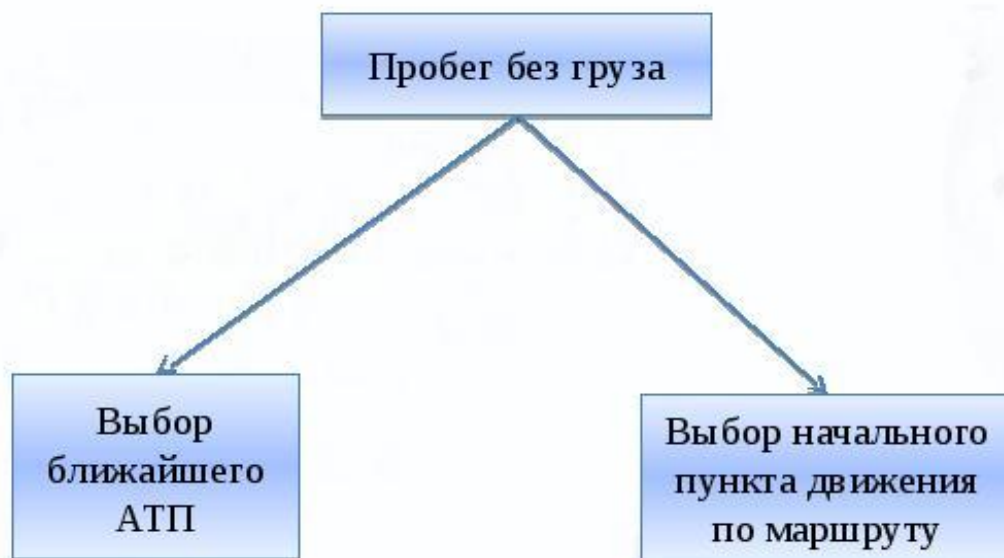 Пробег без груза
Выбор
ближайшего
АТП
Выбор начального
пункта движения
по маршруту